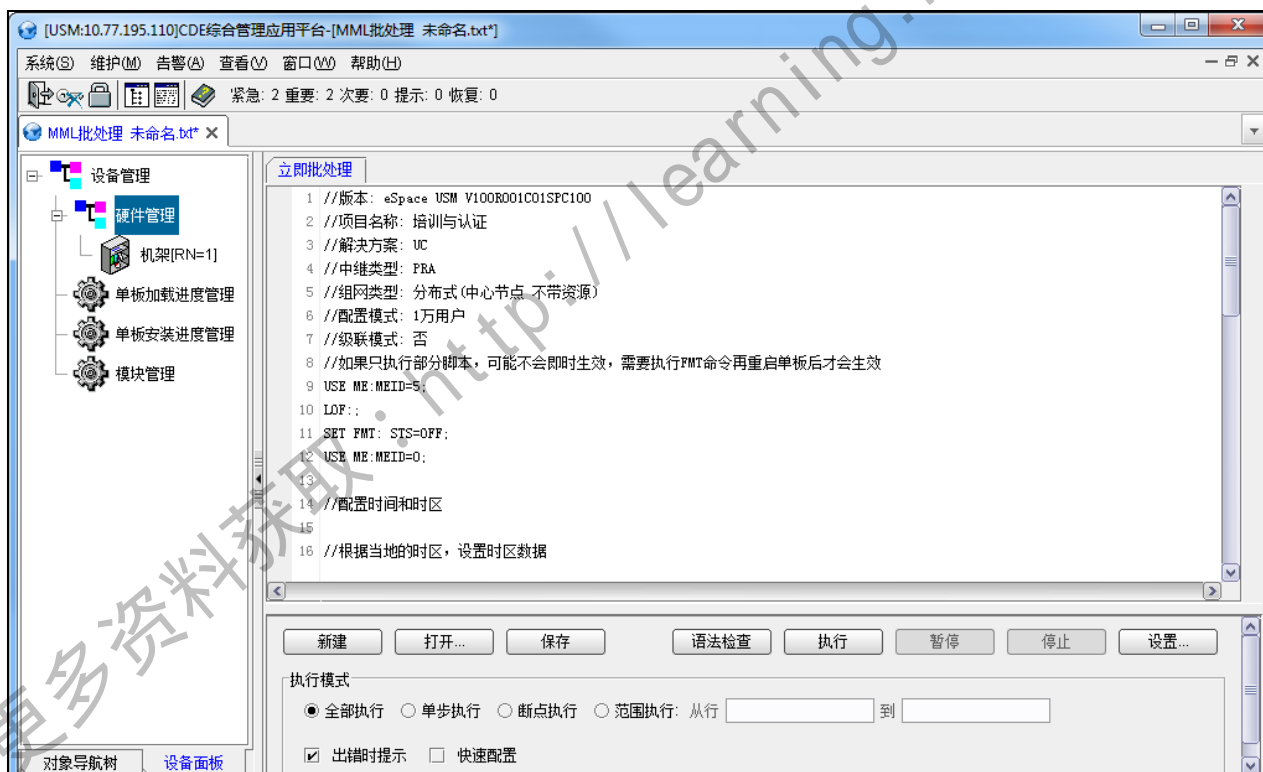 [USM:10.77.195.110]CDE综合管理应用平台-[MML批处理 未命名.txt*]
系统(S) 维护(M) 告警(A) 查看(V) 窗口(W) 帮助(H)
紧急: 2 重要: 2 次要: 0 提示: 0 恢复: 0
MML批处理 未命名.txt*
设备管理
硬件管理
机架[RN=1]
单板加载进度管理
单板安装进度管理
模块管理
对象导航树 设备面板
立即批处理
1 //版本: eSpace USM V100R001C01SPC100
2 //项目名称: 培训与认证
3 //解决方案: UC
4 //中继类型: PRA
5 //组网类型: 分布式(中心节点 不带资源)
6 //配置模式: 1万用户
7 //级联模式: 否
8 //如果只执行部分脚本，可能不会即时生效，需要执行FMT命令再重启单板后才会生效
9 USE ME:MEID=5;
10 LOF:;
11 SET FMT: STS=OFF;
12 USE ME:MEID=0;
13
14 //配置时间和时区
15
16 //根据当地的时区，设置时区数据
新建 打开... 保存 语法检查 执行 暂停 停止 设置...
执行模式
全部执行 单步执行 断点执行 范围执行: 从行 到
出错时提示 快速配置
更多资料获取：http://learning.